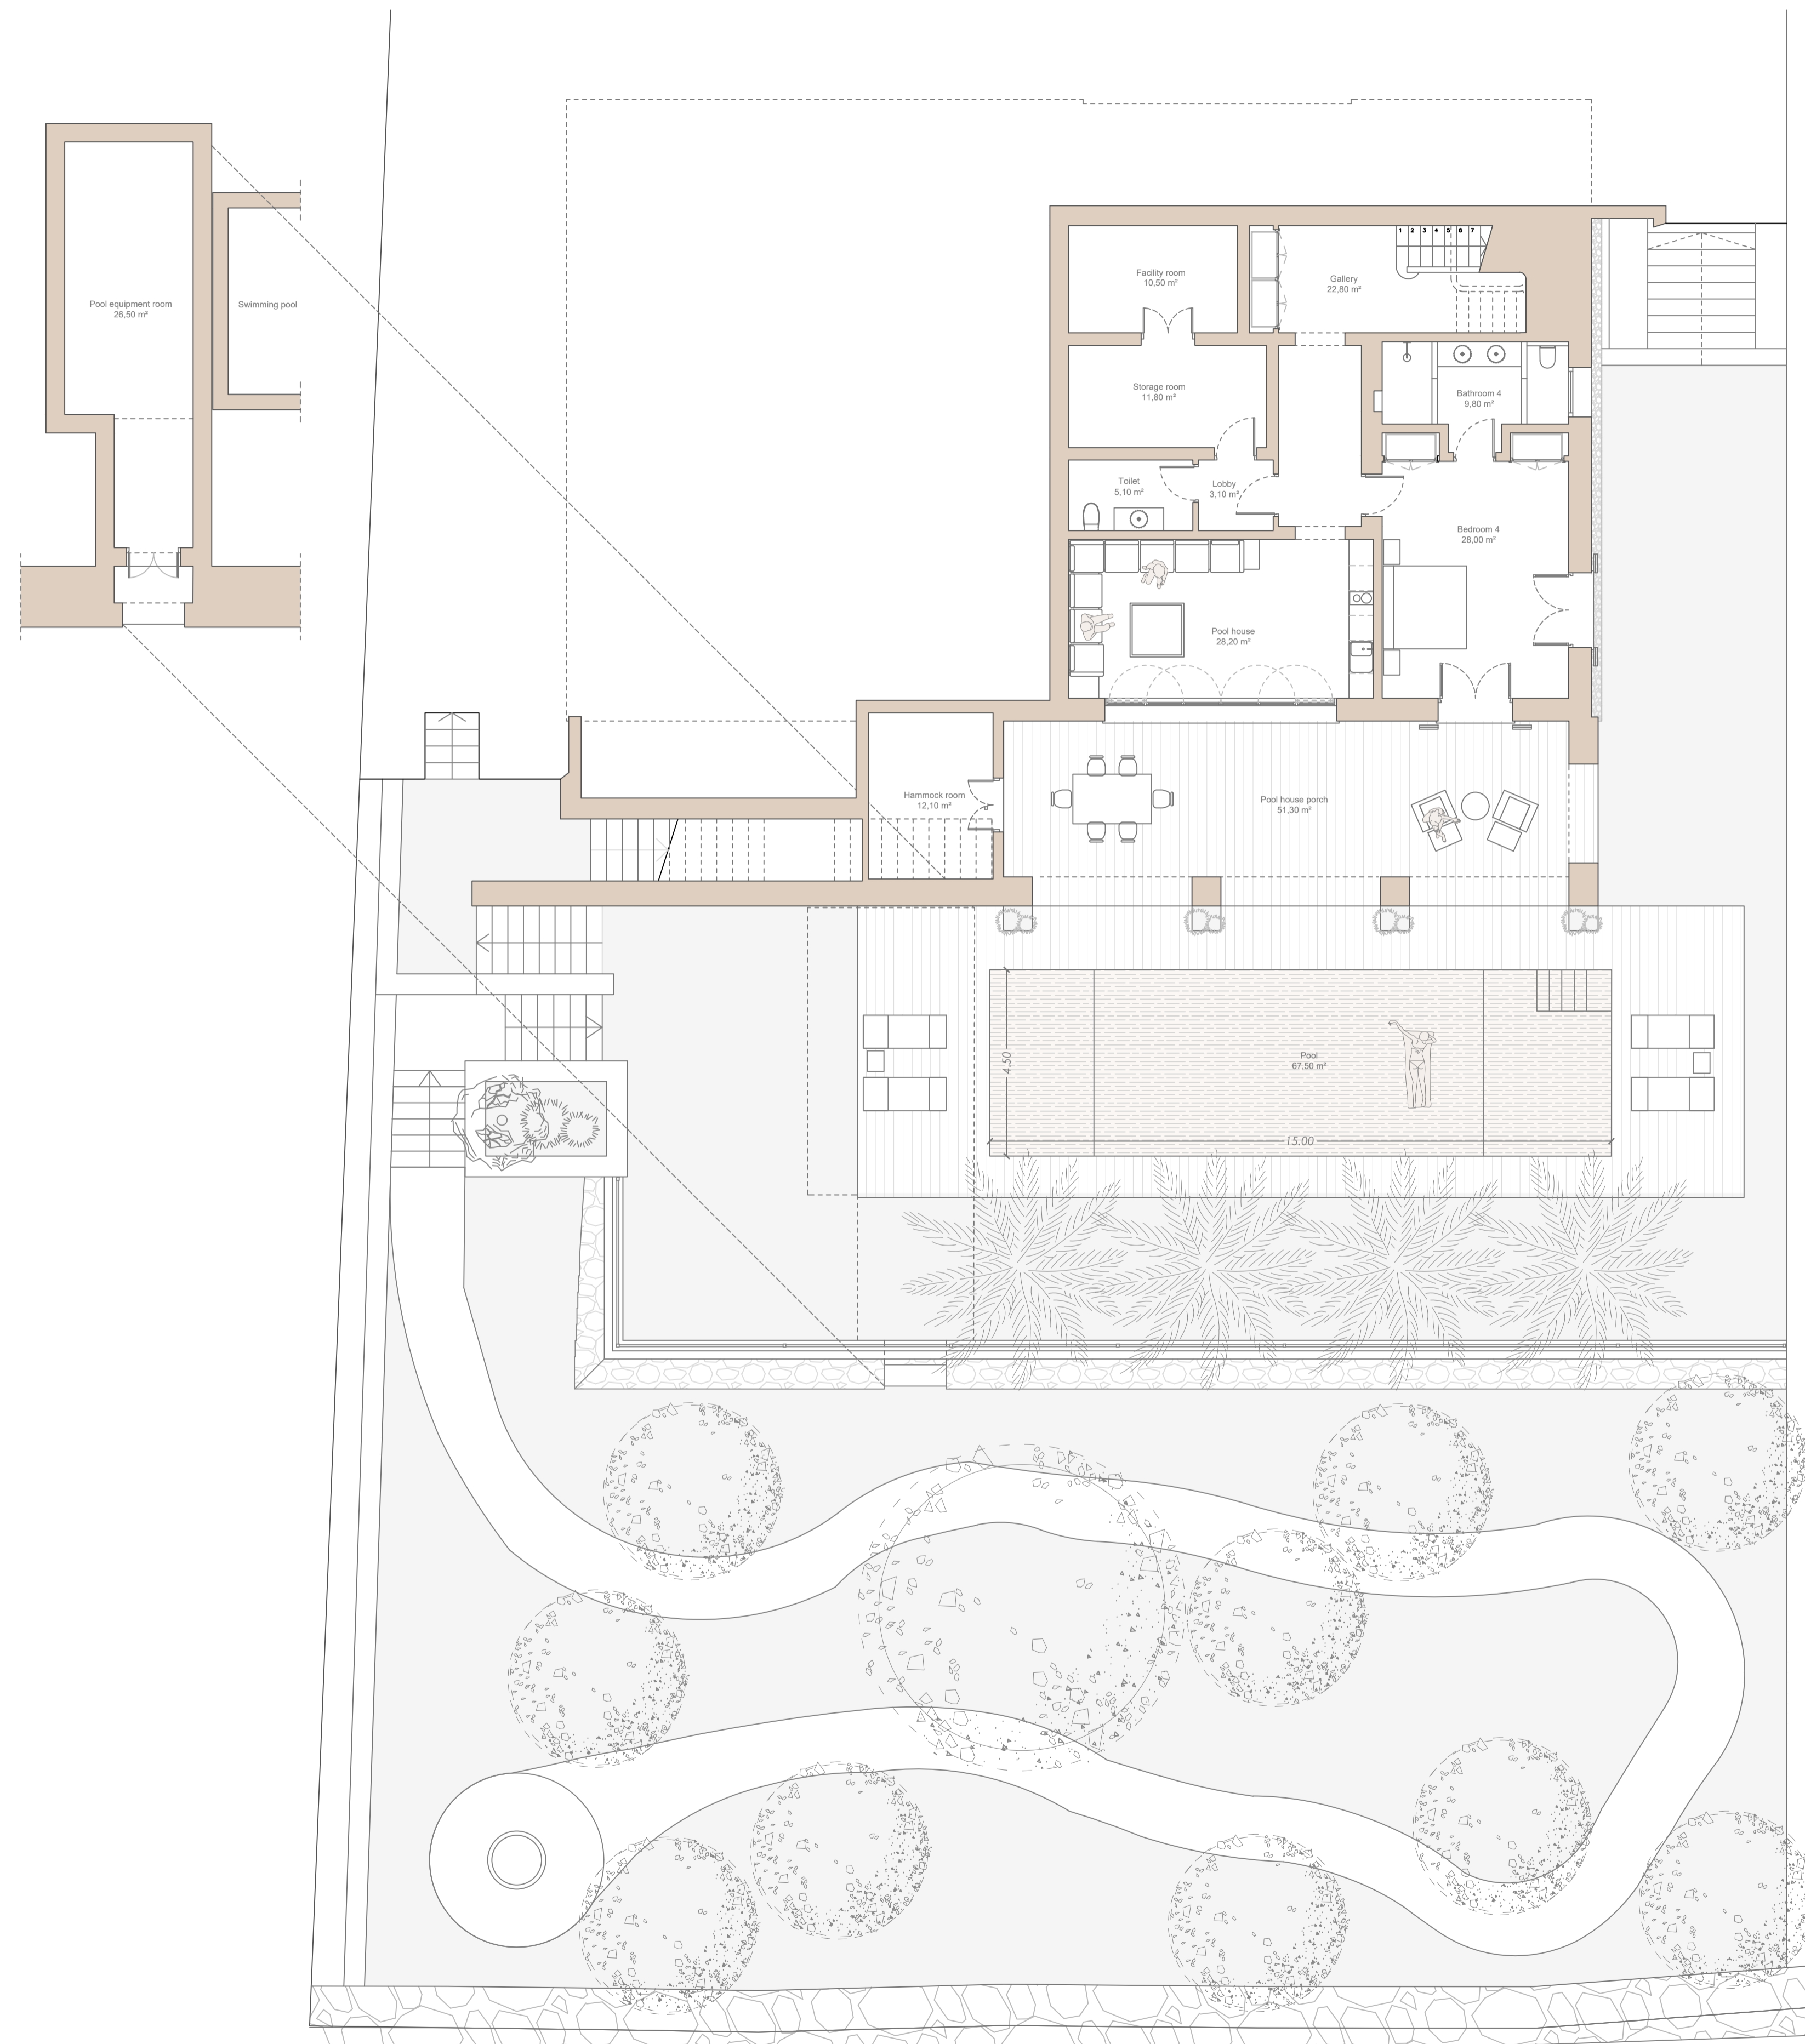 1 2 3 4 5 6 7
Facility room
10,50 m²
Gallery
22,80 m²
Pool equipment room
26,50 m²
Swimming pool
Storage room
11,80 m²
Bathroom 4
9,80 m²
Toilet
5,10 m²
Lobby
3,10 m²
Bedroom 4
28,00 m²
Pool house
28,20 m²
Hammock room
12,10 m²
Pool house porch
51,30 m²
4.50
Pool
67.50 m²
15.00